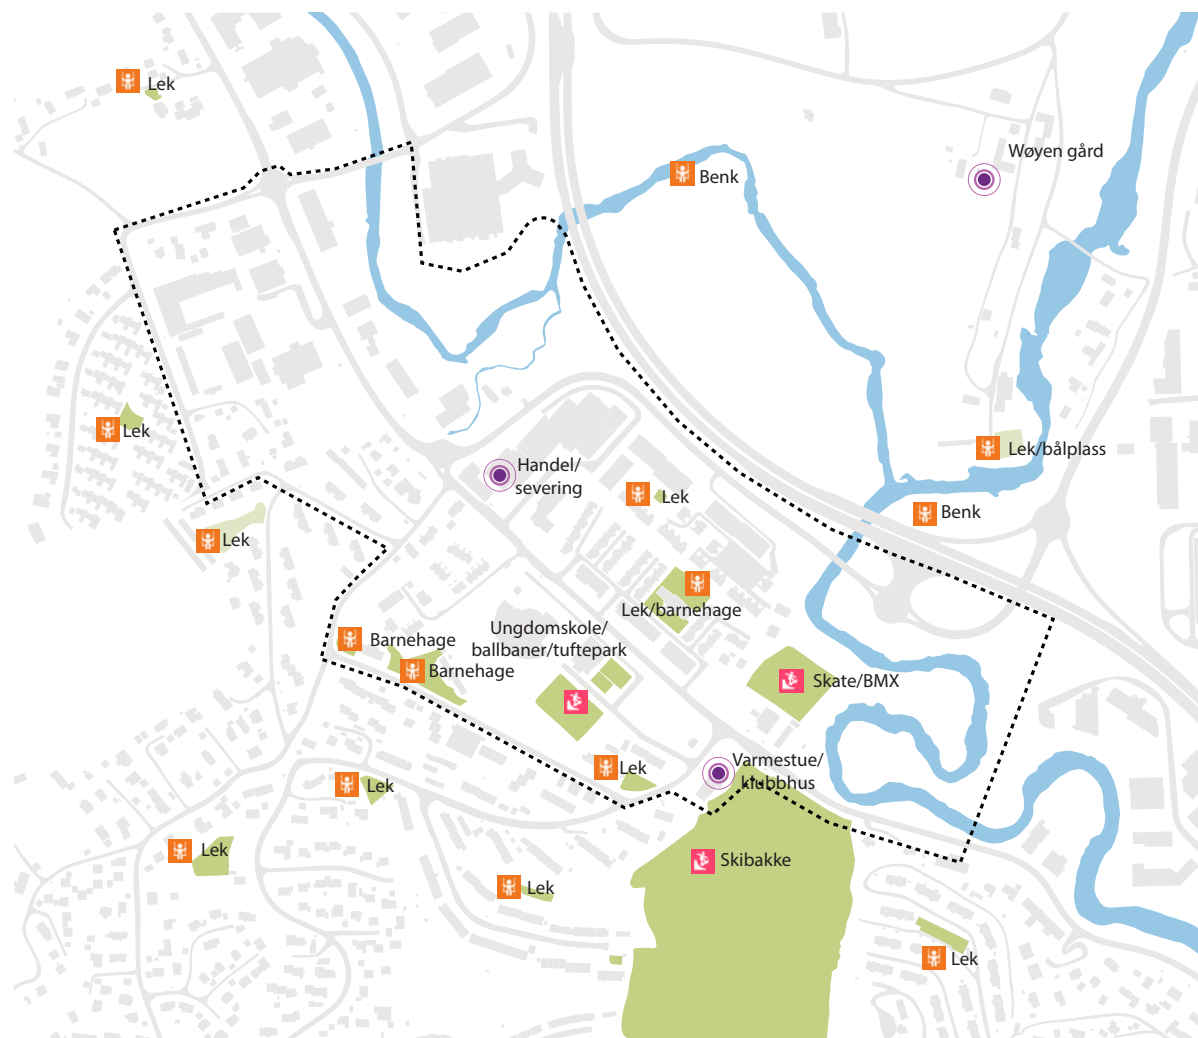 Lek
Wøyen gård
Benk
Lek
Lek/bålplass
Handel/
severing
Lek
Benk
Lek
Lek/barnehage
Barnehage
Ungdomskole/
ballbaner/tuftepark
Barnehage
Skate/BMX
Lek
Varmestue/
klubbhus
Lek
Lek
Skibakke
Lek
Lek